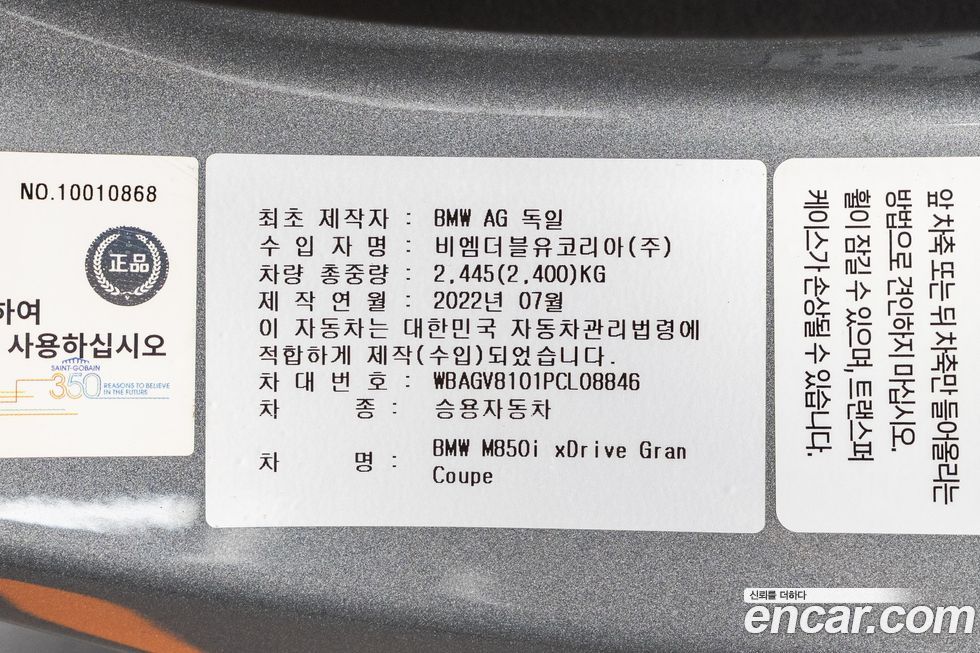 NO.10010868
正品
하여
사용하십시오
SAINT-GOBAIN
350 REASONS TO BELIEVE
IN THE FUTURE
최초 제작자 : BMW AG 독일
수 입 자 명 : 비엠더블유코리아(주)
차량 총중량 : 2,445(2,400)KG
제 작 연 월 : 2022년 07월
이 자동차는 대한민국 자동차관리법령에
적합하게 제작(수입)되었습니다.
차 대 번 호 : WBAGV8101PCL08846
차 종 : 승용자동차
차 명 : BMW M850i xDrive Gran
Coupe
앞 차축 또는 뒤 차축만 들어올리는
방법으로 견인하지 마십시오.
휠이 잠길 수 있으며, 트랜스퍼
케이스가 손상될 수 있습니다.
신뢰를 더하다
encar.com